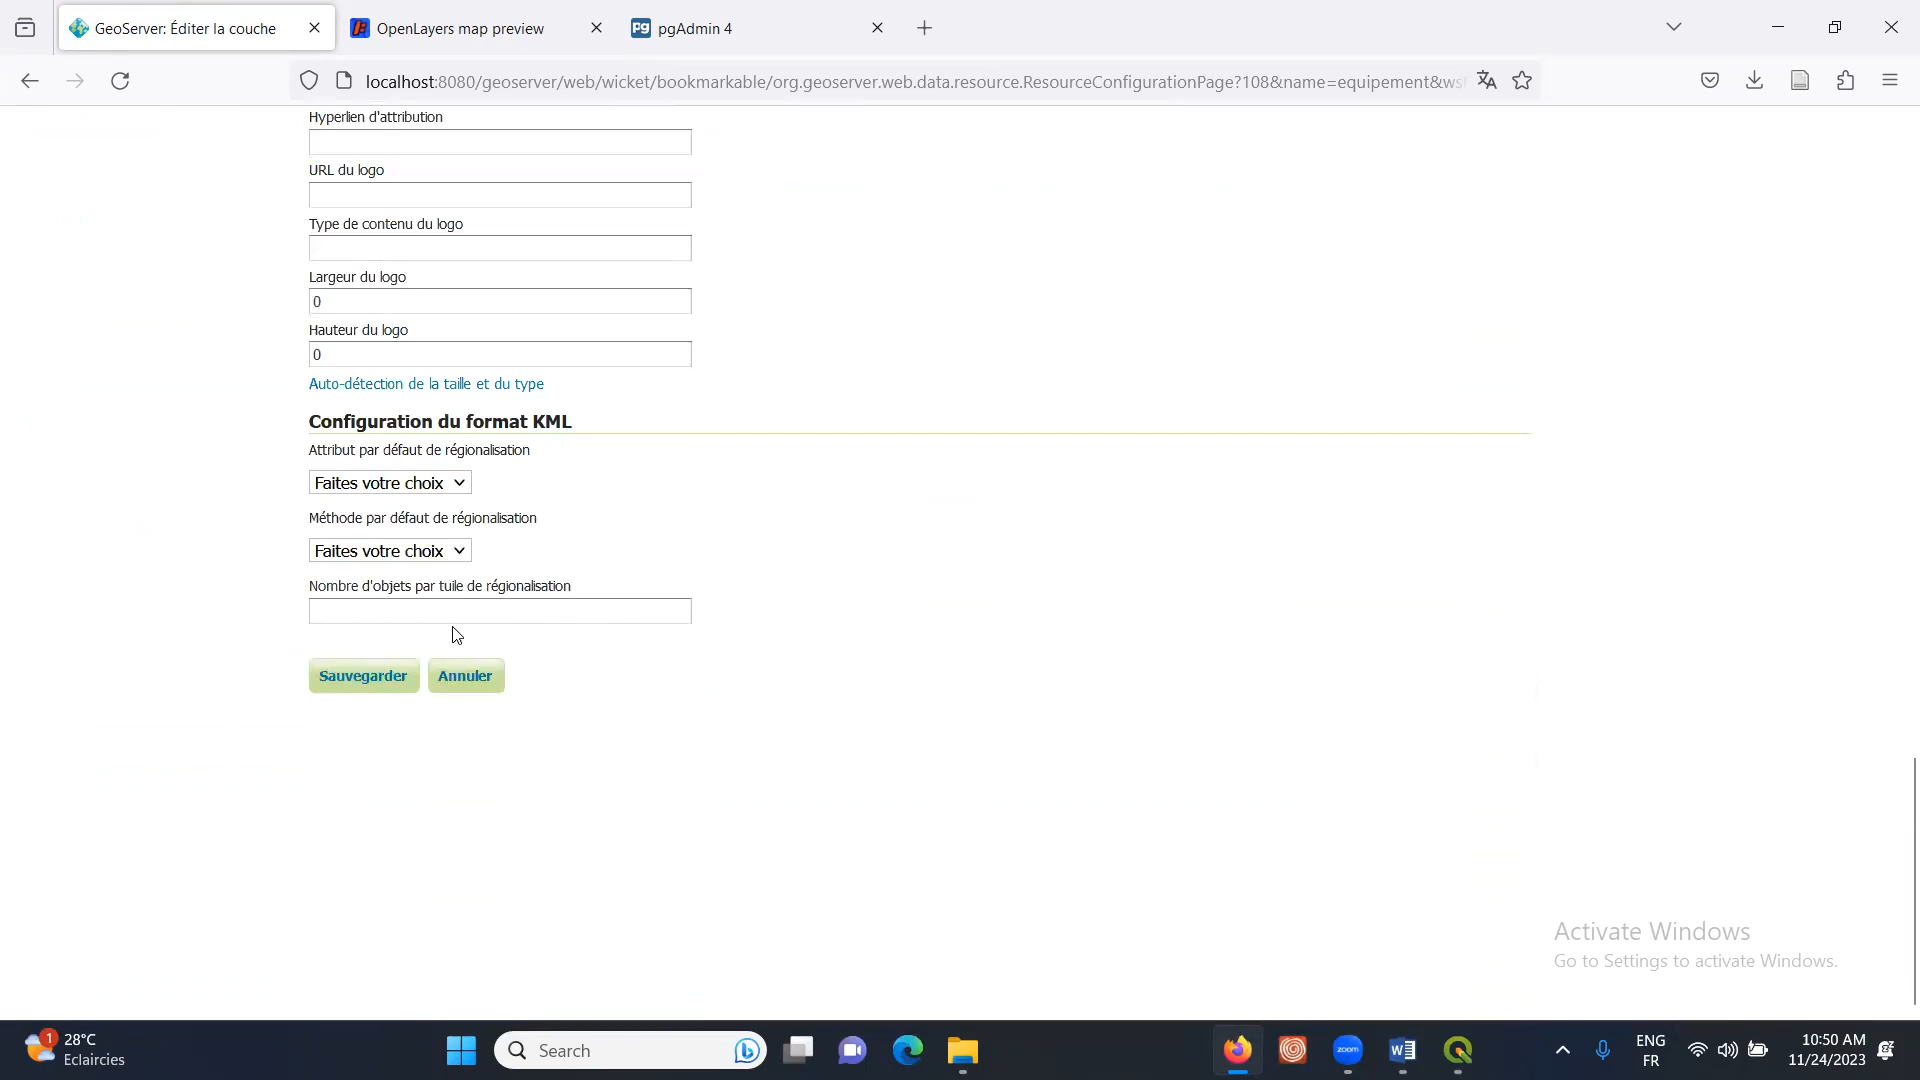 GeoServer: Éditer la couche
OpenLayers map preview
pgAdmin 4
localhost:8080/geoserver/web/wicket/bookmarkable/org.geoserver.web.data.resource.ResourceConfigurationPage?108&name=equipement&ws
Hyperlien d'attribution
URL du logo
Type de contenu du logo
Largeur du logo
0
Hauteur du logo
0
Auto-détection de la taille et du type
Configuration du format KML
Attribut par défaut de régionalisation
Faites votre choix
Méthode par défaut de régionalisation
Faites votre choix
Nombre d'objets par tuile de régionalisation
Sauvegarder
Annuler
Activate Windows
Go to Settings to activate Windows.
1
28°C
Eclaircies
Search
zoom
ENG
FR
10:50 AM
11/24/2023